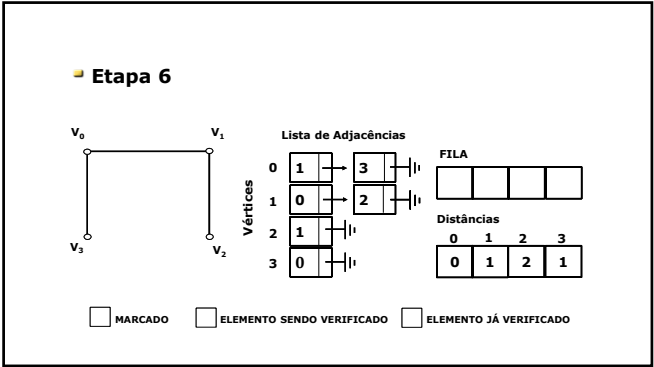 Etapa 6
V0 V1
V3 V2
Lista de Adjacências
Vértices
0 1 3
1 0 2
2 1
3 0
FILA
Distâncias
0 1 2 3
0 1 2 1
MARCADO ELEMENTO SENDO VERIFICADO ELEMENTO JÁ VERIFICADO